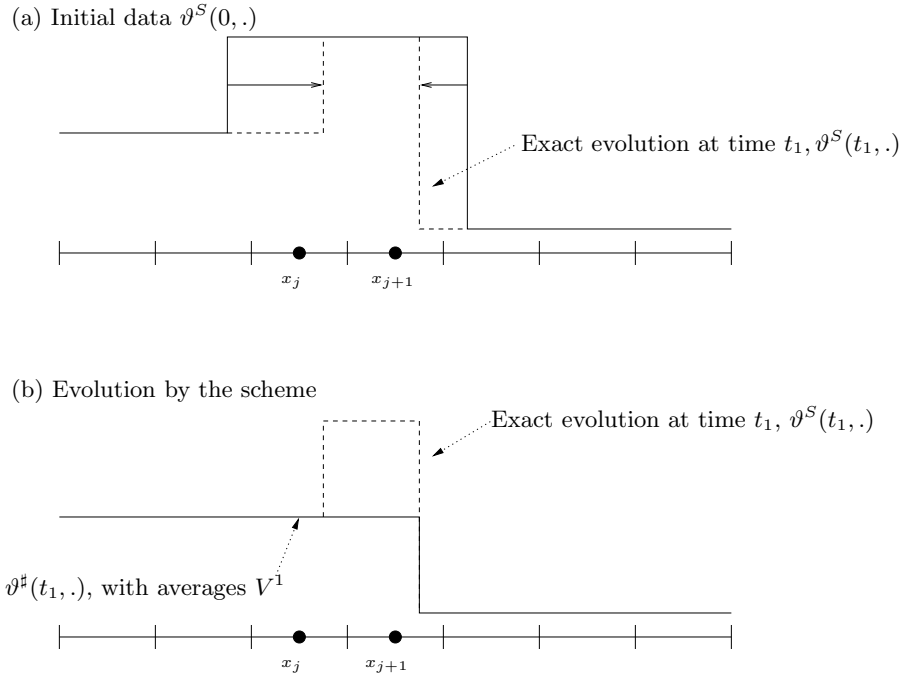 (a) Initial data ϑ^S(0, .)
Exact evolution at time t_1, ϑ^S(t_1, .)
x_j
x_{j+1}
(b) Evolution by the scheme
Exact evolution at time t_1, ϑ^S(t_1, .)
ϑ^♯(t_1, .), with averages V^1
x_j
x_{j+1}